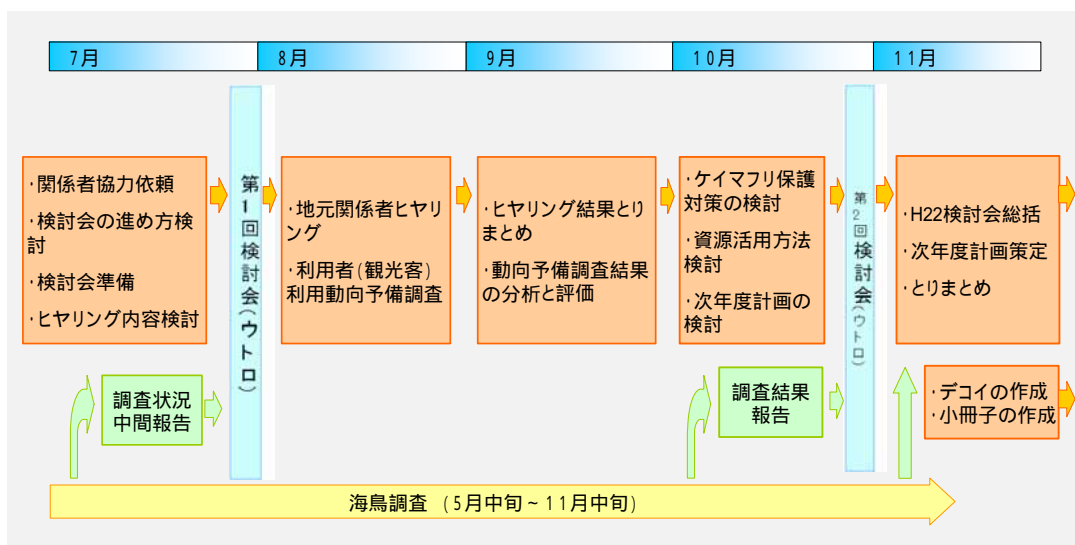 7月
8月
9月
10月
11月
・関係者協力依頼
・検討会の進め方検
討
・検討会準備
・ヒヤリング内容検討
第1回検討会(ウトロ)
・地元関係者ヒヤリ
ング
・利用者(観光客)
利用動向予備調査
・ヒヤリング結果とり
まとめ
・動向予備調査結果
の分析と評価
・ケイマフリ保護
対策の検討
・資源活用方法
検討
・次年度計画の
検討
第2回検討会(ウトロ)
・H22検討会総括
・次年度計画策定
・とりまとめ
調査状況
中間報告
調査結果
報告
・デコイの作成
・小冊子の作成
海鳥調査 (5月中旬~11月中旬)